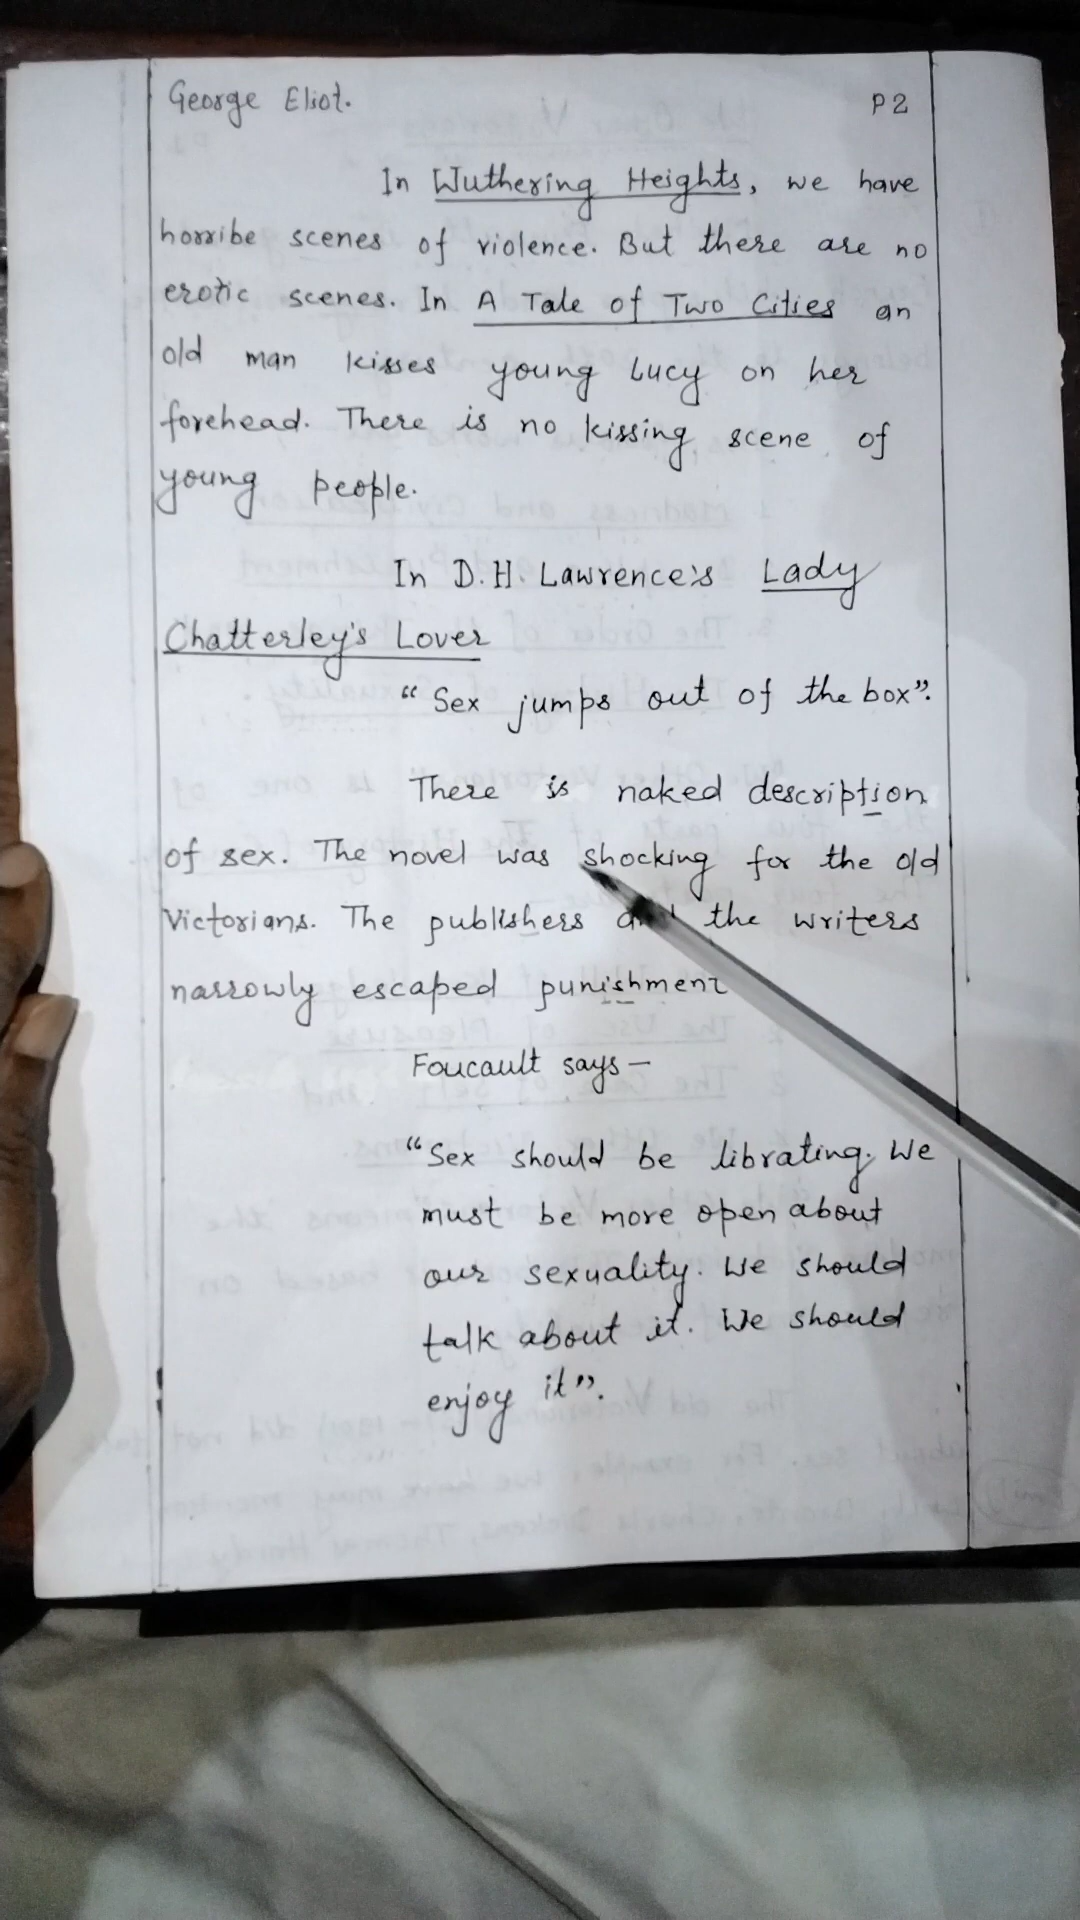 George Eliot.
P2
In Wuthering Heights, we have
horribe scenes of violence. But there are no
erotic scenes. In A Tale of Two Cities an
old man kisses young Lucy on her
forehead. There is no kissing scene of
young people.
In D.H. Lawrence's Lady
Chatterley's Lover
"Sex jumps out of the box".
There is naked description
of sex. The novel was shocking for the old
Victorians. The publishers and the writers
narrowly escaped punishment
Foucault says —
"Sex should be librating. We
must be more open about
our sexuality. We should
talk about it. We should
enjoy it".